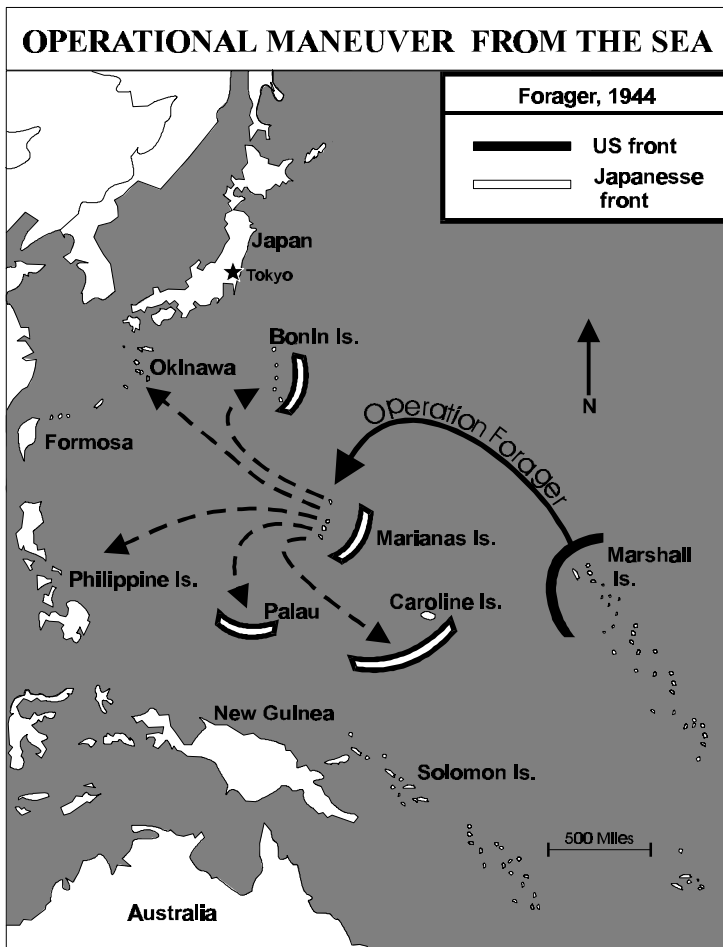 OPERATIONAL MANEUVER FROM THE SEA
Forager, 1944
US front
Japanesse
front
Japan
Tokyo
BonIn Is.
OkInawa
N
Operation Forager
Formosa
Marianas Is.
Marshall
Is.
Philippine Is.
Palau
Caroline Is.
New Guinea
Solomon Is.
500 Miles
Australia